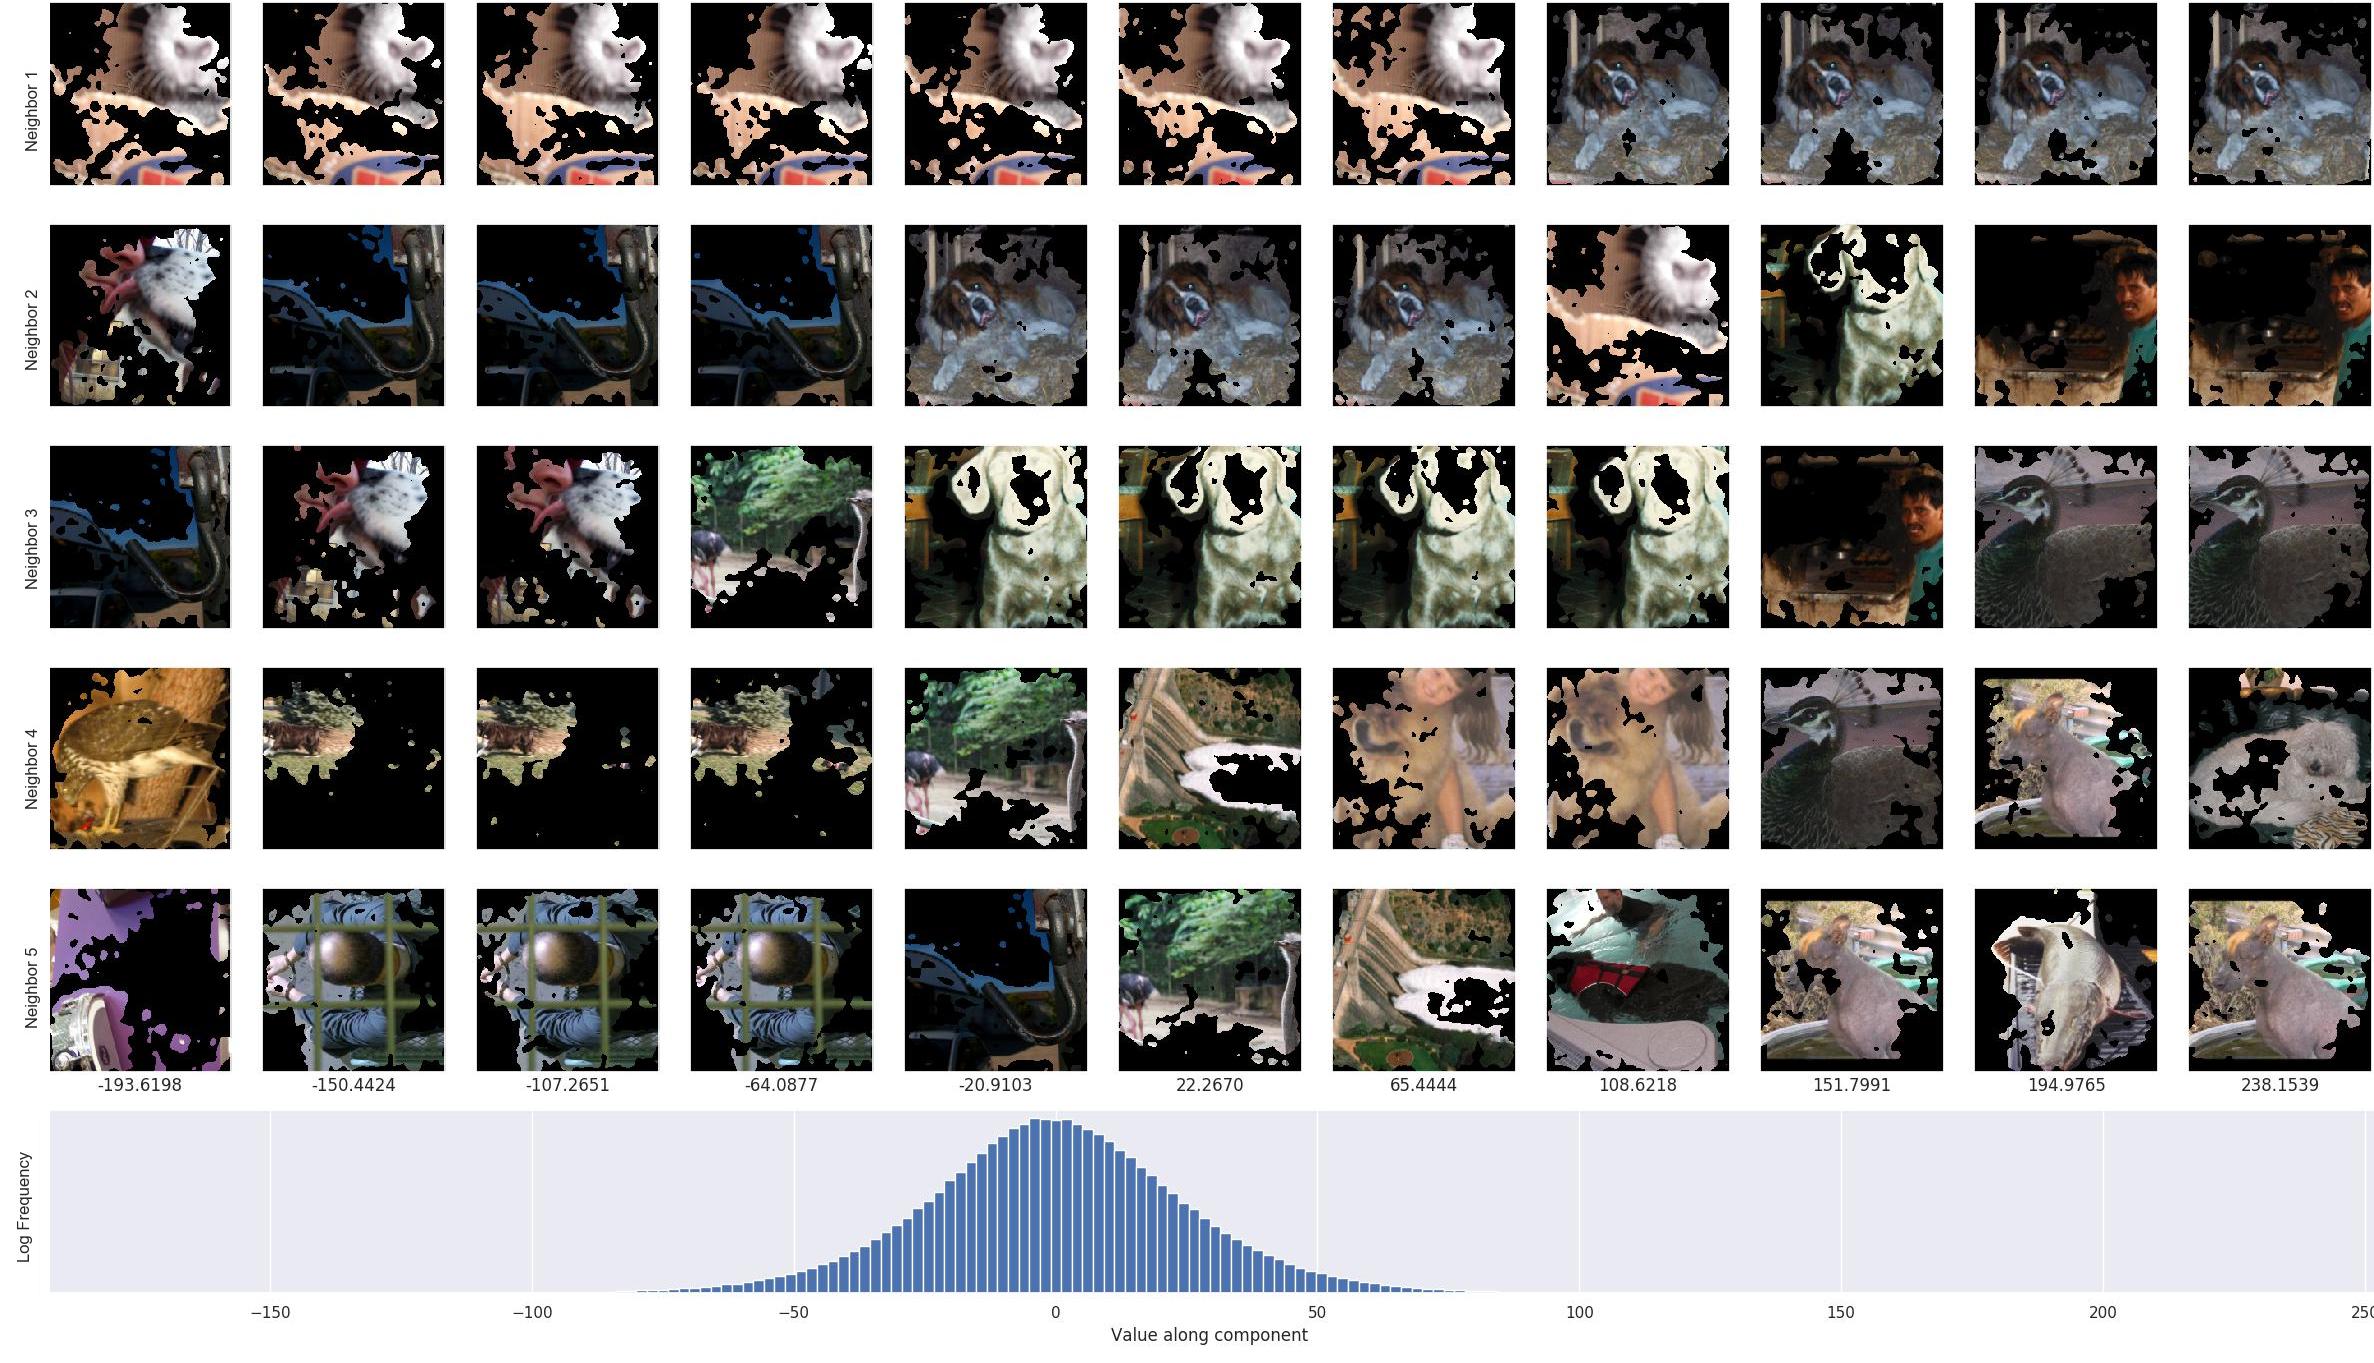 Neighbor 1
Neighbor 2
Neighbor 3
Neighbor 4
Neighbor 5
-193.6198 -150.4424 -107.2651 -64.0877 -20.9103 22.2670 65.4444 108.6218 151.7991 194.9765 238.1539
Log Frequency
−150 −100 −50 0 50 100 150 200 250
Value along component